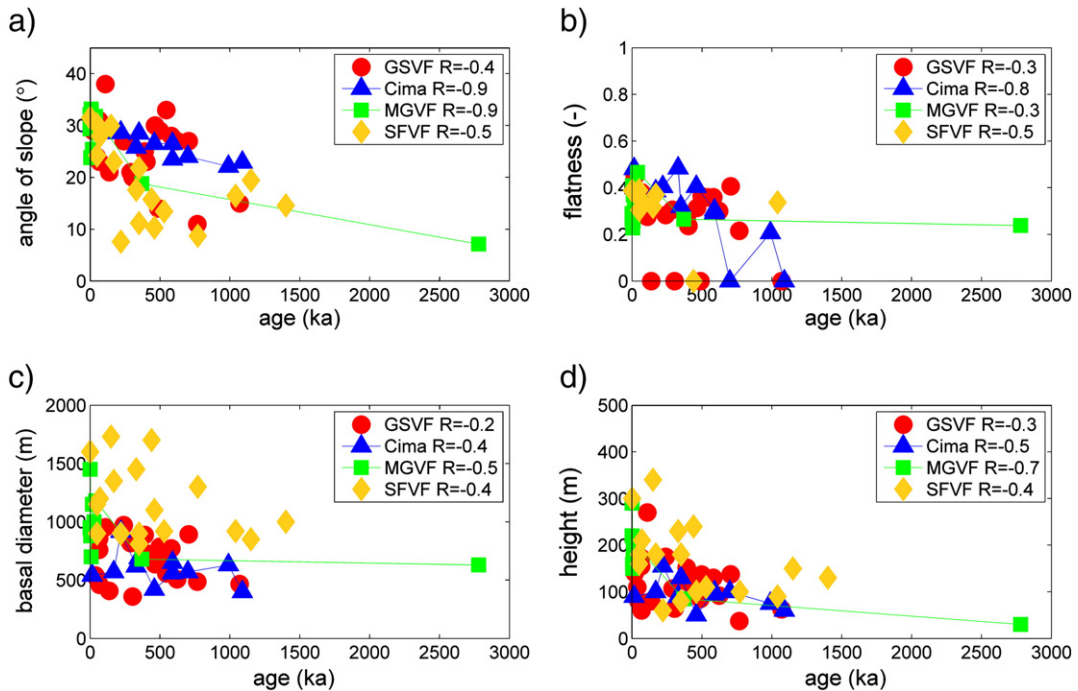 a)
angle of slope (°)
40
30
20
10
0
0 500 1000 1500 2000 2500 3000
age (ka)
GSVF R=-0.4
Cima R=-0.9
MGVF R=-0.9
SFVF R=-0.5
b)
flatness (-)
1
0.8
0.6
0.4
0.2
0
0 500 1000 1500 2000 2500 3000
age (ka)
GSVF R=-0.3
Cima R=-0.8
MGVF R=-0.3
SFVF R=-0.5
c)
basal diameter (m)
2000
1500
1000
500
0
0 500 1000 1500 2000 2500 3000
age (ka)
GSVF R=-0.2
Cima R=-0.4
MGVF R=-0.5
SFVF R=-0.4
d)
height (m)
500
400
300
200
100
0
0 500 1000 1500 2000 2500 3000
age (ka)
GSVF R=-0.3
Cima R=-0.5
MGVF R=-0.7
SFVF R=-0.4